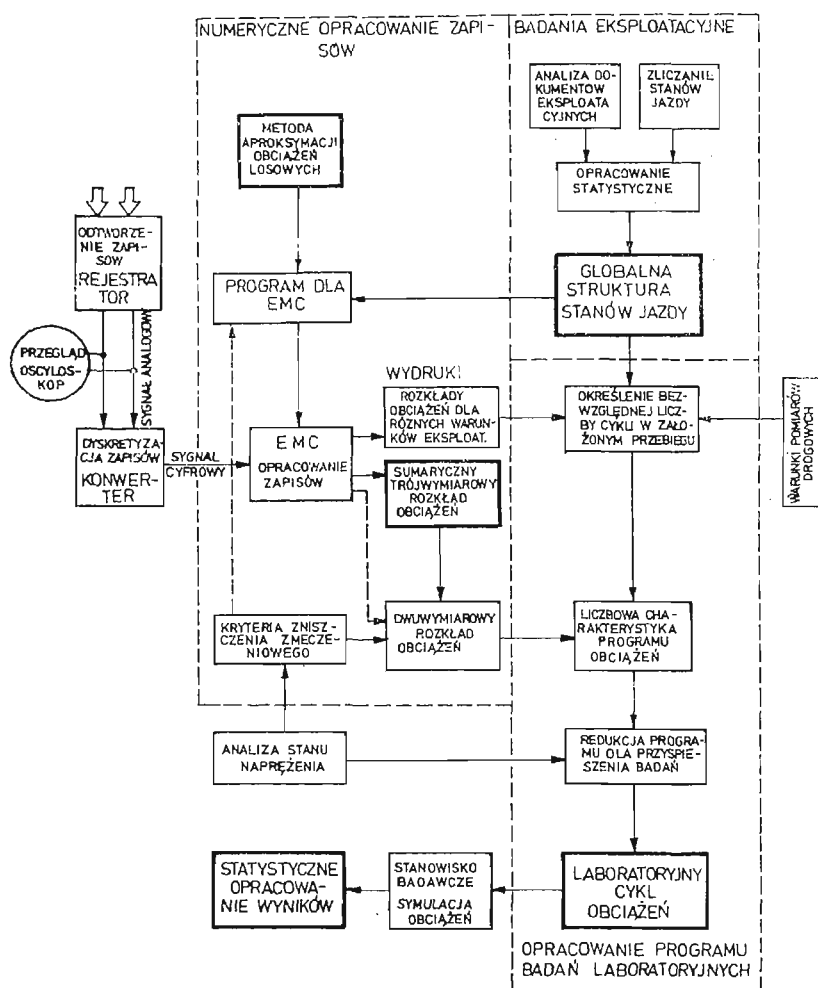 NUMERYCZNE OPRACOWANIE ZAPI-
SÓW
BADANIA EKSPLOATACYJNE
ANALIZA DO-
KUMENTOW
EKSPLOATA
CYJNYCH
ZLICZANIE
STANÓW
JAZDY
METODA
APROKSYMACJI
OBCIĄŻEŃ
LOSOWYCH
OPRACOWANIE
STATYSTYCZNE
ODTWORZE-
NIE ZAPI-
SÓW
REJESTRA
TOR
PROGRAM DLA
EMC
GLOBALNA
STRUKTURA
STANÓW JAZDY
PRZEGLĄD
OSCYLOS-
KOP
SYGNAŁ ANALOGOWY
WYDRUKI
ROZKŁADY
OBCIĄŻEŃ DLA
RÓŻNYCH WARUN-
KÓW EKSPLOAT.
OKREŚLENIE BEZ-
WZGLĘDNEJ LICZ-
BY CYKLI W ZAŁO-
ŻONYM PRZEBIEGU
WARUNKI POMIARÓW
DROGOWYCH
DYSKRETYZA-
CJA ZAPISÓW
KONWER-
TER
SYGNAŁ
CYFROWY
EMC
OPRACOWANIE
ZAPISÓW
SUMARYCZNY
TRÓJWYMIAROWY
ROZKŁAD
OBCIĄŻEŃ
KRYTERIA ZNISZ-
CZENIA ZMECZE-
NIOWEGO
DWUWYMIAROWY
ROZKŁAD
OBCIĄŻEŃ
LICZBOWA CHA-
RAKTERYSTYKA
PROGRAMU
OBCIĄŻEŃ
ANALIZA STANU
NAPRĘŻENIA
REDUKCJA PROGRA-
MU DLA PRZYSPIE-
SZENIA BADAŃ
STATYSTYCZNE
OPRACOWA-
NIE WYNIKÓW
STANOWISKO
BADAWCZE
SYMULACJA
OBCIĄŻEŃ
LABORATORYJNY
CYKL
OBCIĄŻEŃ
OPRACOWANIE PROGRAMU
BADAŃ LABORATORYJNYCH